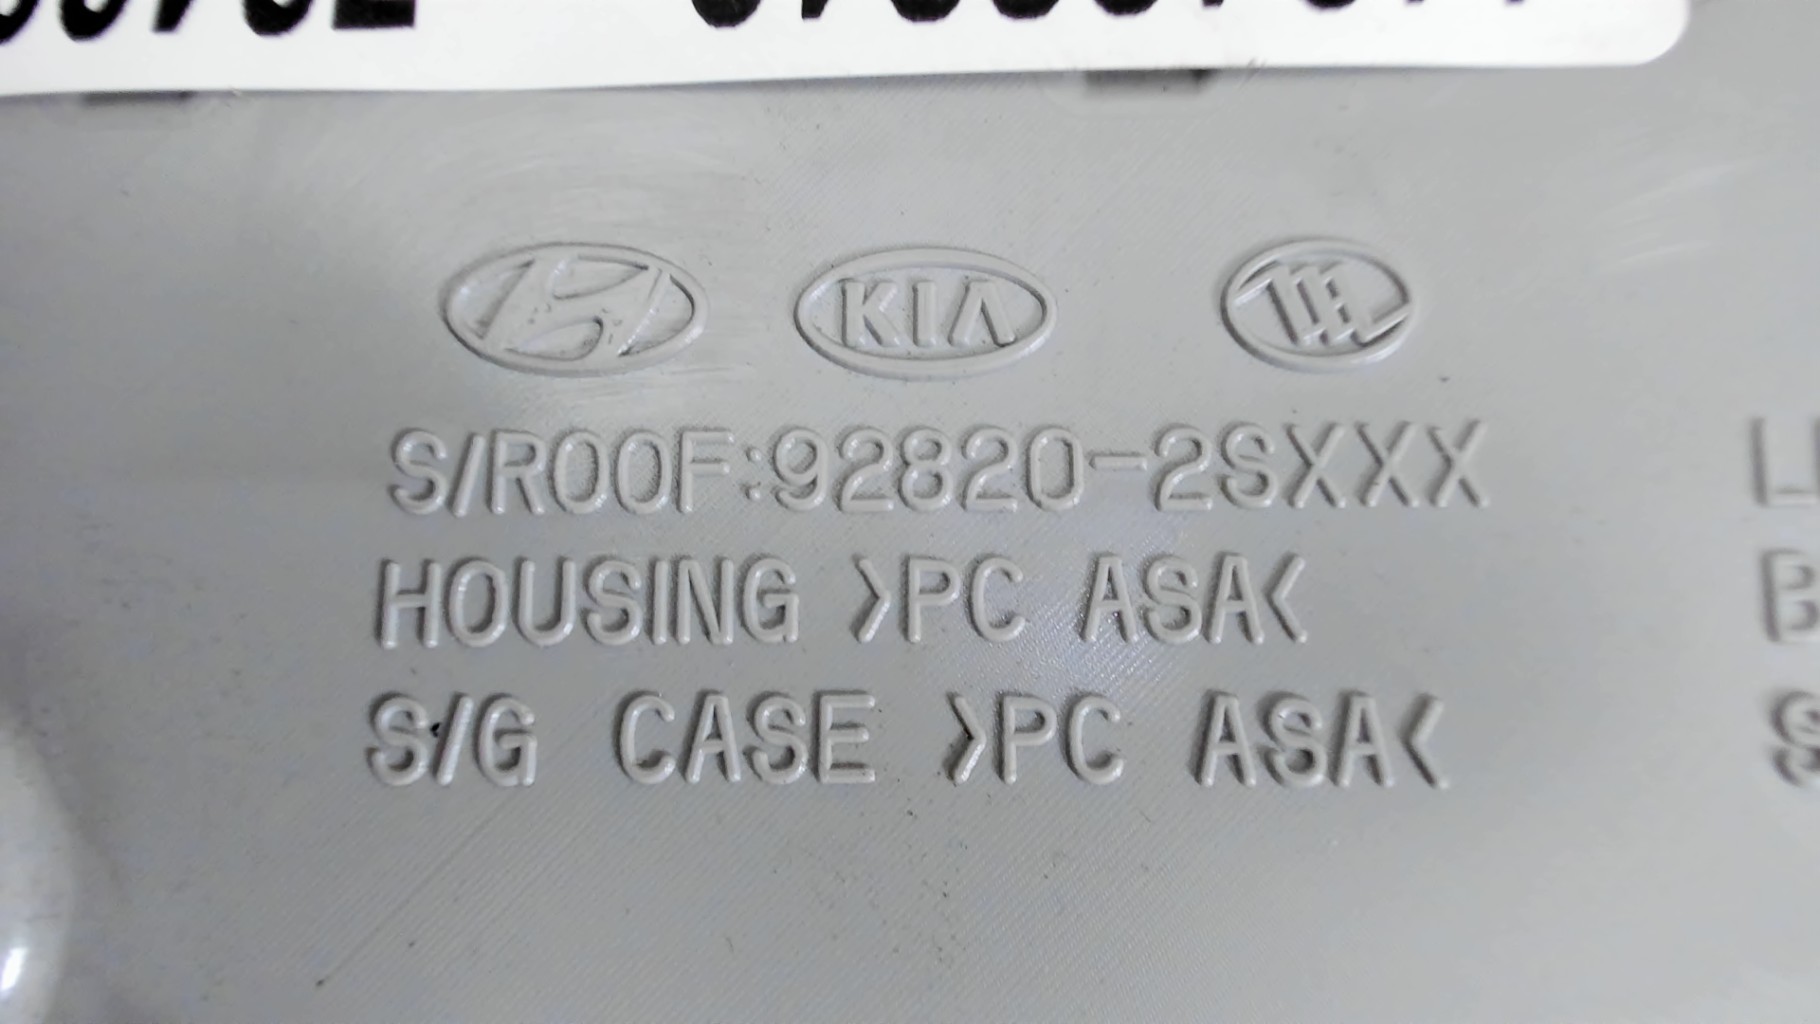 KIA
S/ROOF:92820-2SXXX
HOUSING >PC ASA<
S/G CASE >PC ASA<